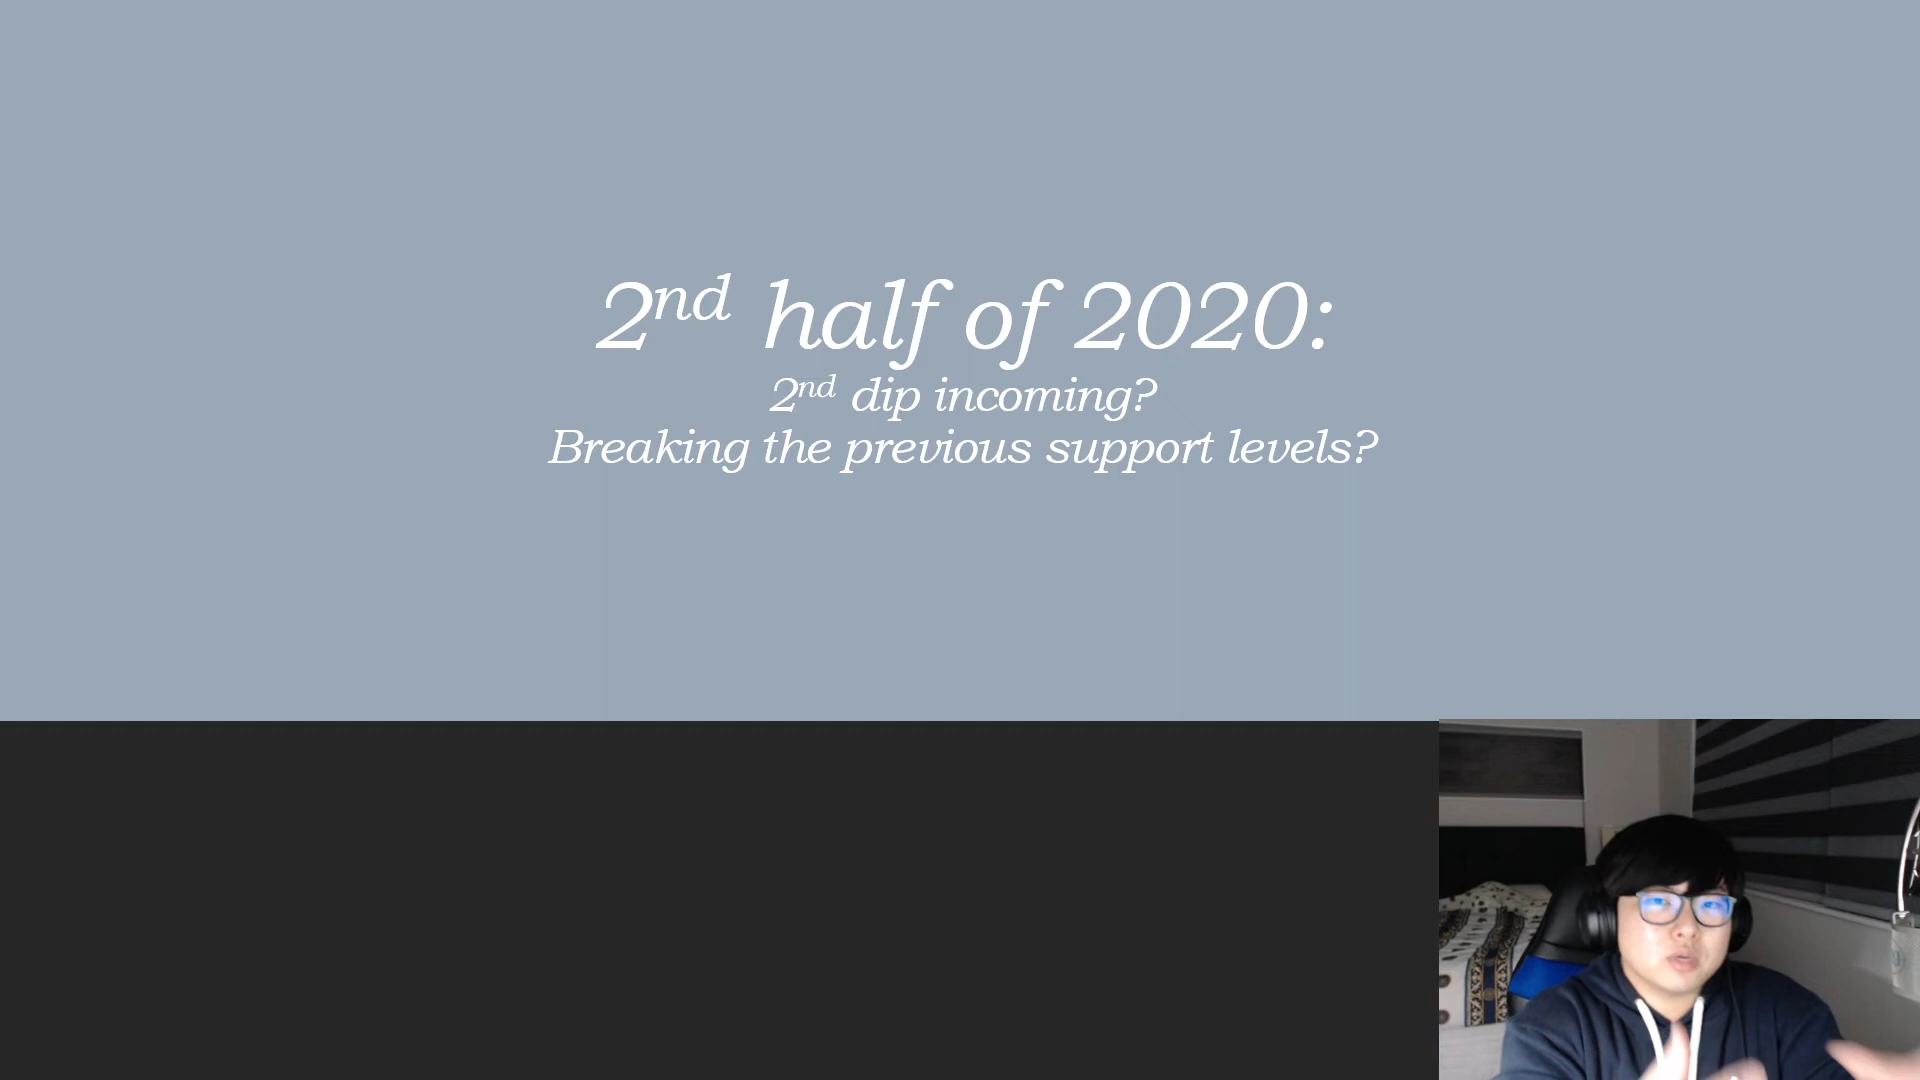 2nd half of 2020:
2nd dip incoming?
Breaking the previous support levels?